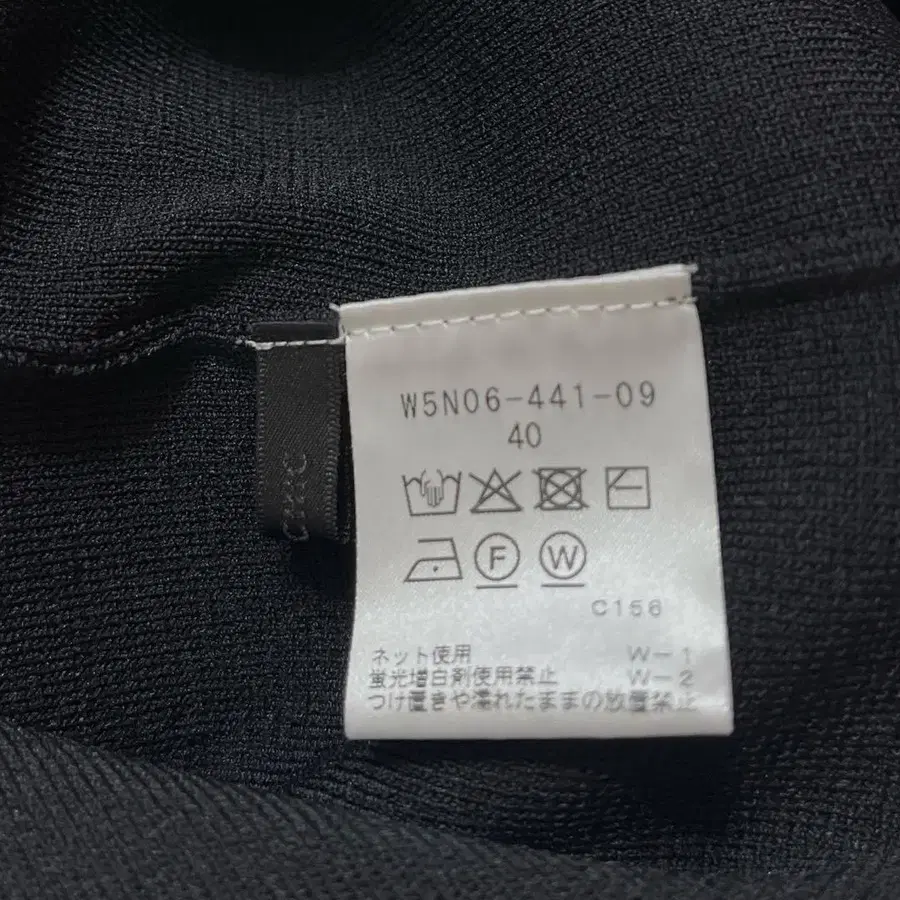 W5N06-441-09
40
F W
C156
ネット使用 W-1
蛍光増白剤使用禁止 W-2
つけ置きや濡れたままの放置禁止